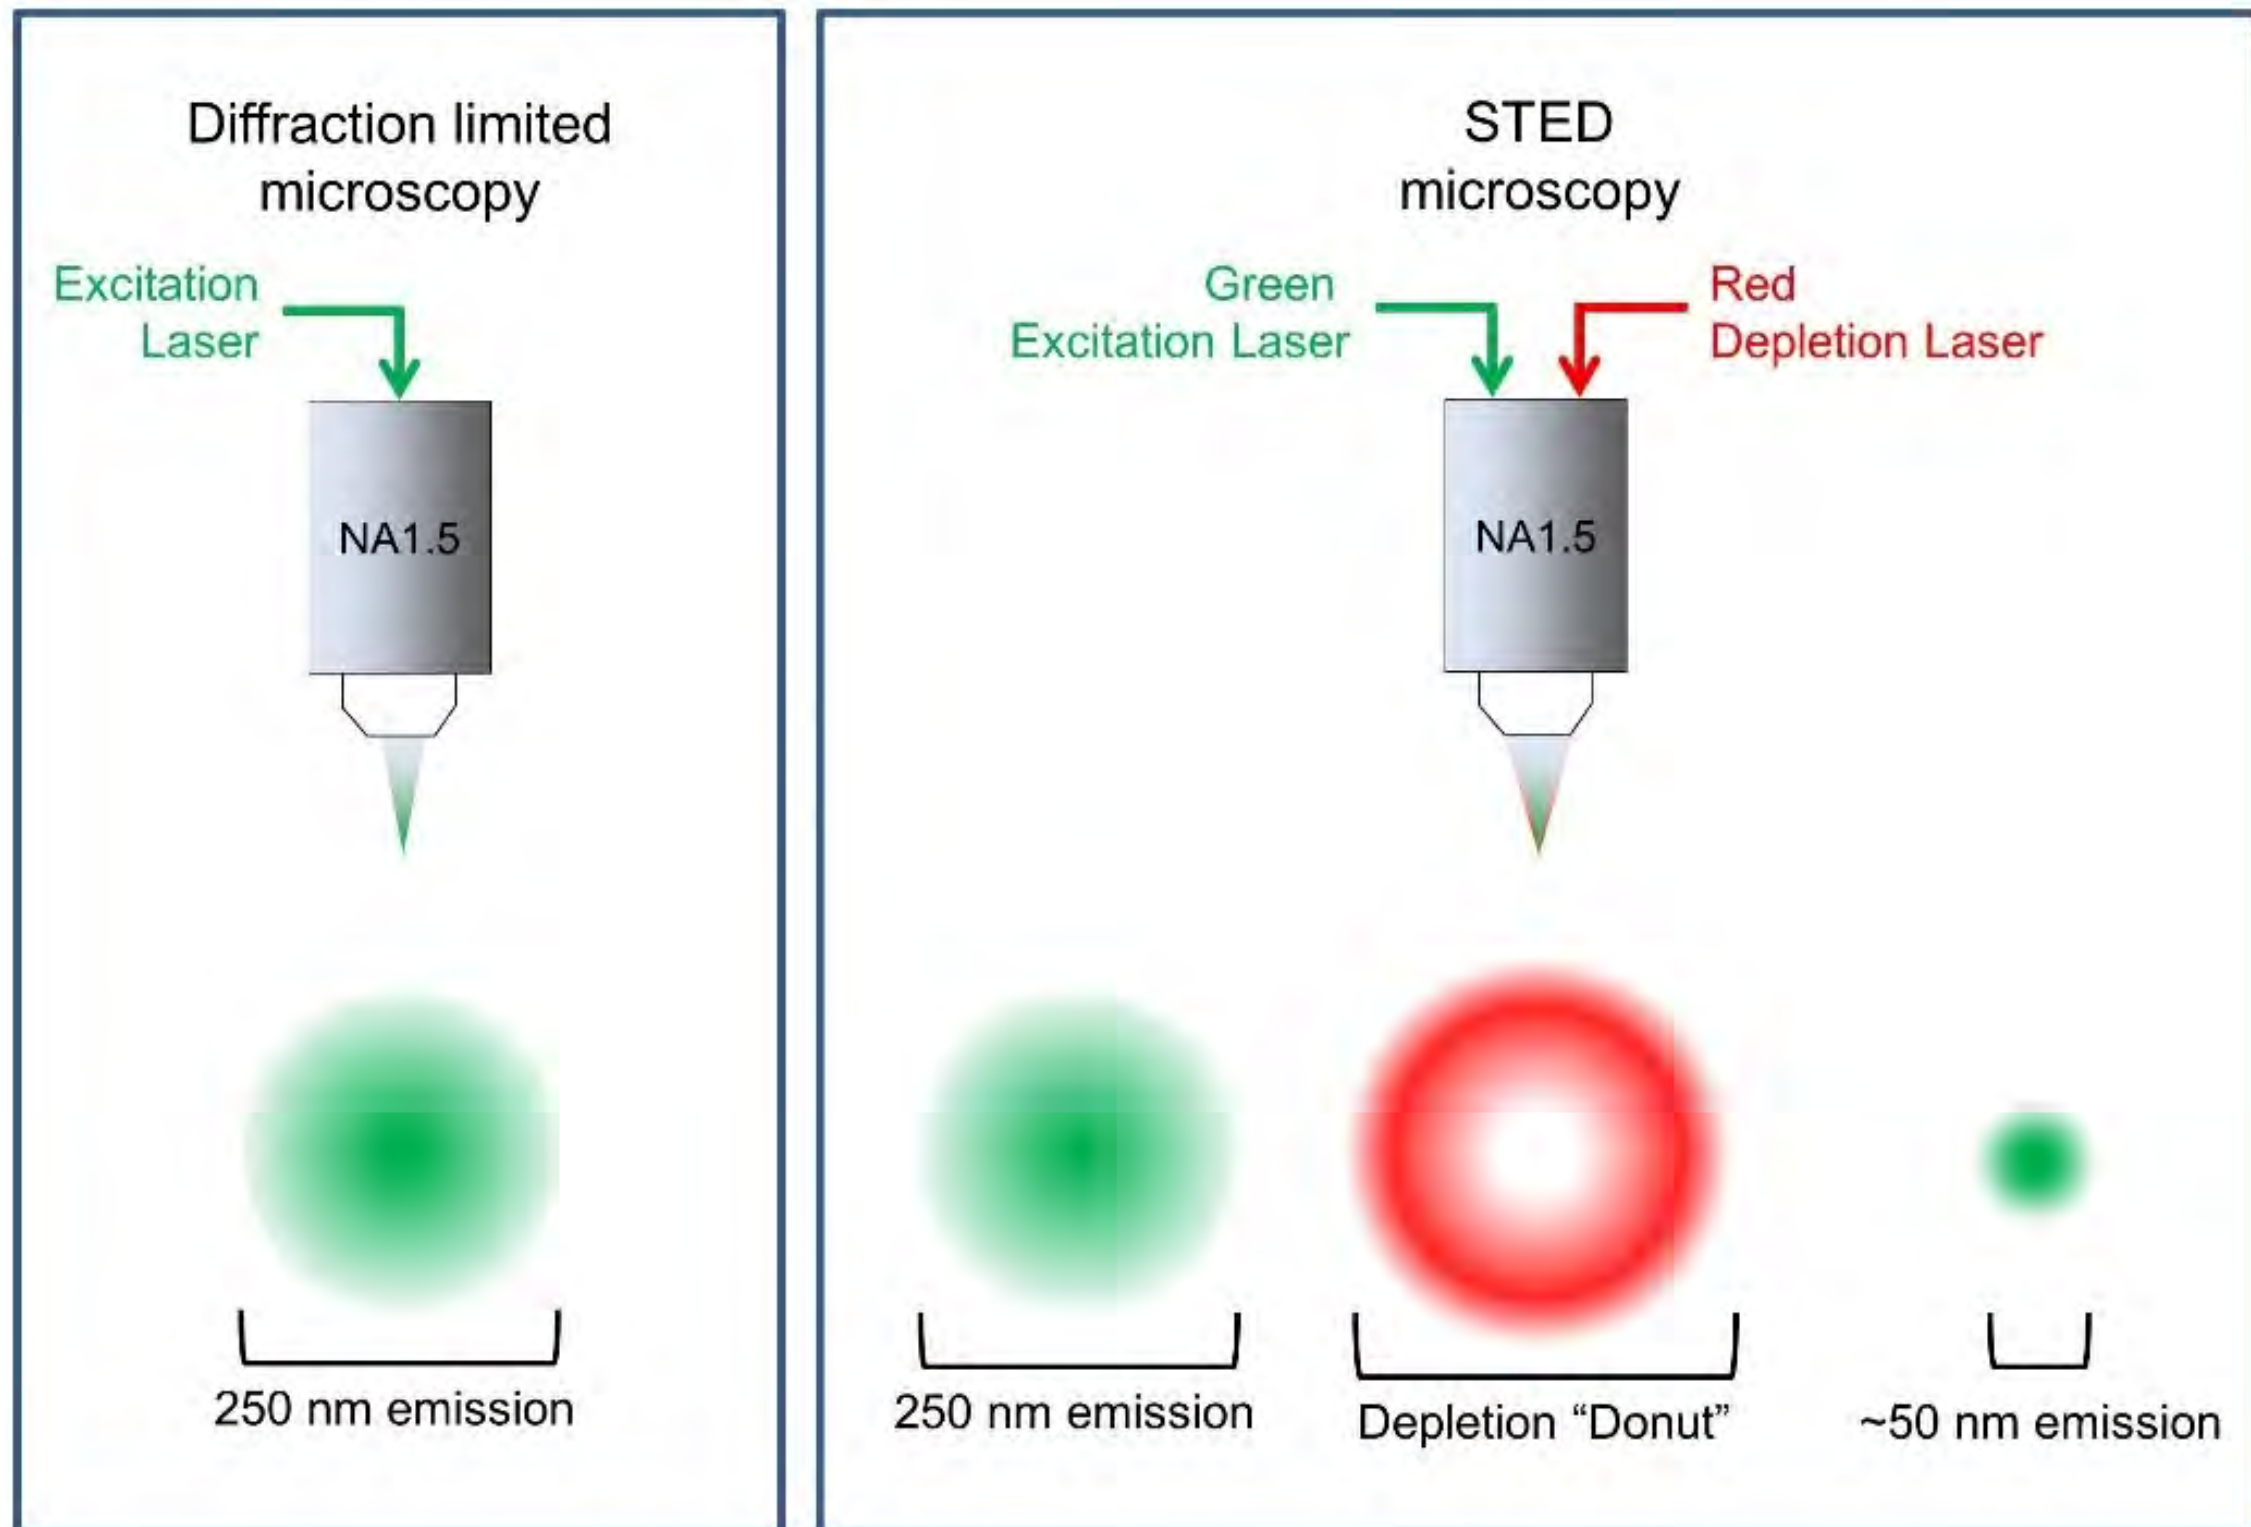 Diffraction limited
microscopy
Excitation
Laser
NA1.5
250 nm emission
STED
microscopy
Green
Excitation Laser
Red
Depletion Laser
NA1.5
250 nm emission
Depletion “Donut”
~50 nm emission